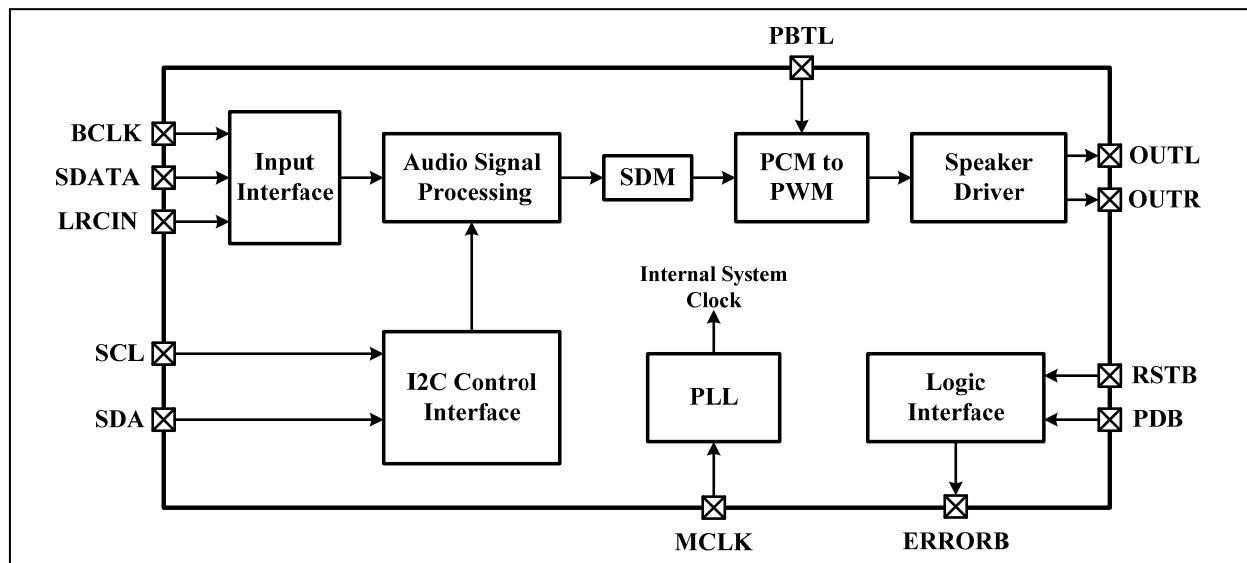 PBTL
BCLK
SDATA
LRCIN
Input
Interface
Audio Signal
Processing
SDM
PCM to
PWM
Speaker
Driver
OUTL
OUTR
Internal System
Clock
SCL
SDA
I2C Control
Interface
PLL
Logic
Interface
RSTB
PDB
MCLK
ERRORB